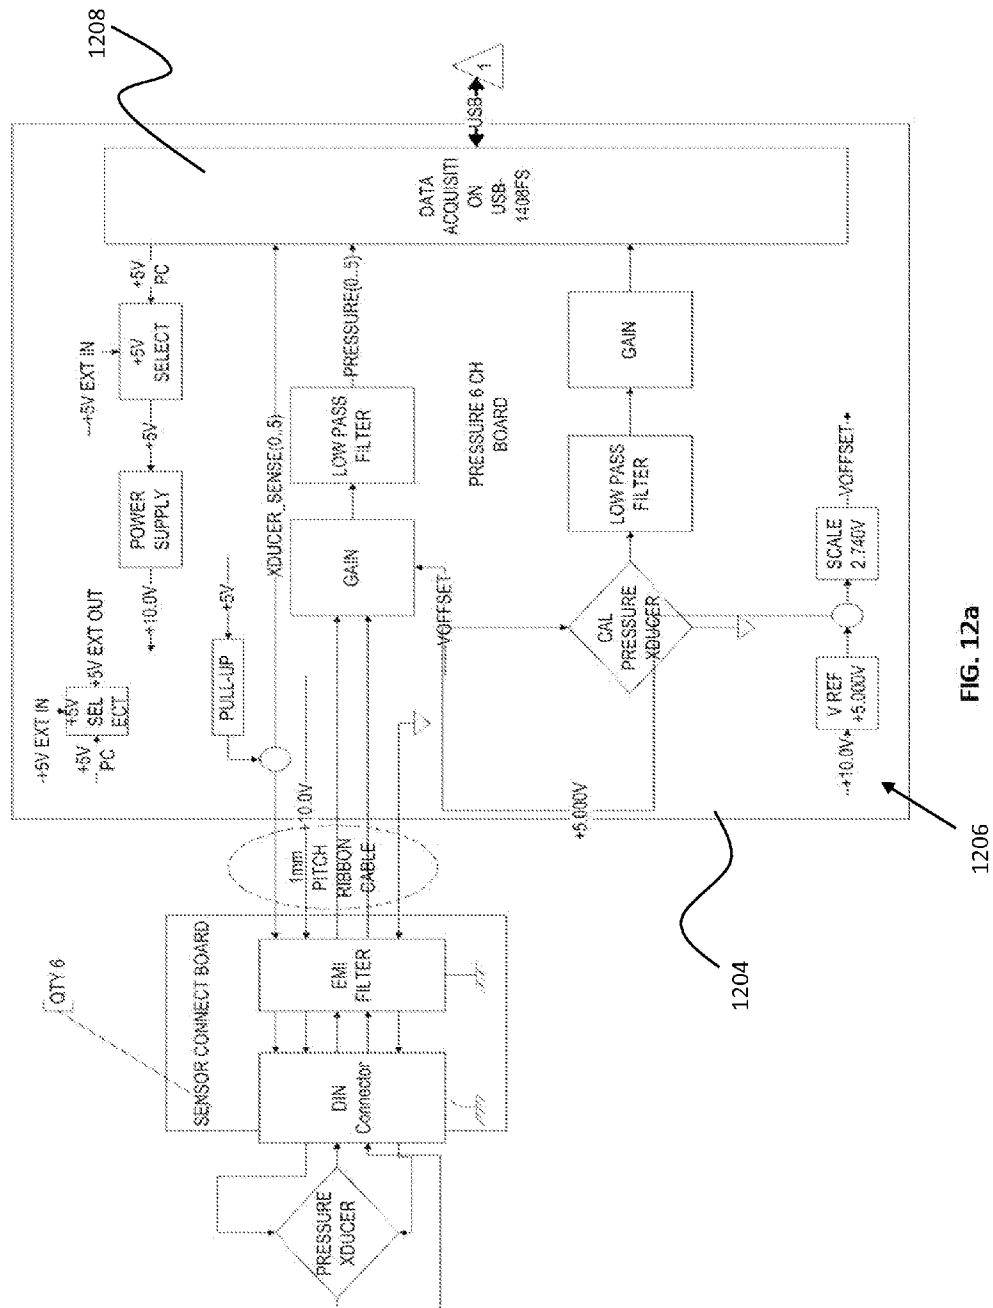 QTY 6
SEMSOR CONNECT BOARD
PRESSURE
XDUCER
DIN
Connector
EMI
FILTER
1mm
PITCH
RIBBON
CABLE
+10.0V
-+5V EXT IN
+5V
PC
+5V
SEL
ECT
+5V EXT OUT
PULL-UP
+5V
+10.0V
POWER
SUPPLY
+5V
--+5V EXT IN
+5V
SELECT
+5V
PC
XDUCER_SENSE(0..5)
GAIN
LOW PASS
FILTER
PRESSURE(0..5)
VOFFSET
PRESSURE 6 CH
BOARD
+5.000V
CAL
PRESSURE
XDUCER
LOW PASS
FILTER
GAIN
--+10.0V
V REF
+5.000V
SCALE
2.740V
VOFFSET
DATA
ACQUISITI
ON
USB-
1408FS
USB
1
1204
1206
1208
FIG. 12a